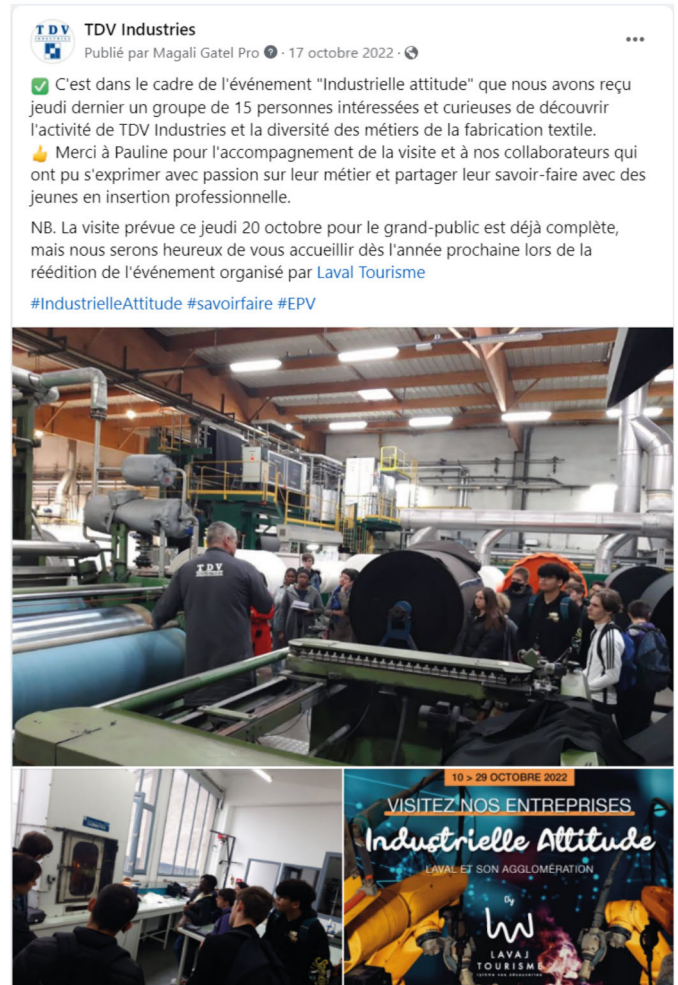 TDV
INDUSTRIES
TDV Industries
Publié par Magali Gatel Pro · 17 octobre 2022 ·
✅ C'est dans le cadre de l'événement "Industrielle attitude" que nous avons reçu
jeudi dernier un groupe de 15 personnes intéressées et curieuses de découvrir
l'activité de TDV Industries et la diversité des métiers de la fabrication textile.
👍 Merci à Pauline pour l'accompagnement de la visite et à nos collaborateurs qui
ont pu s'exprimer avec passion sur leur métier et partager leur savoir-faire avec des
jeunes en insertion professionnelle.
NB. La visite prévue ce jeudi 20 octobre pour le grand-public est déjà complète,
mais nous serons heureux de vous accueillir dès l'année prochaine lors de la
réédition de l'événement organisé par Laval Tourisme
#IndustrielleAttitude #savoirfaire #EPV
TDV
INDUSTRIES
10 > 29 OCTOBRE 2022
VISITEZ NOS ENTREPRISES
Industrielle Attitude
LAVAL ET SON AGGLOMÉRATION
By
LAVAL
TOURISME